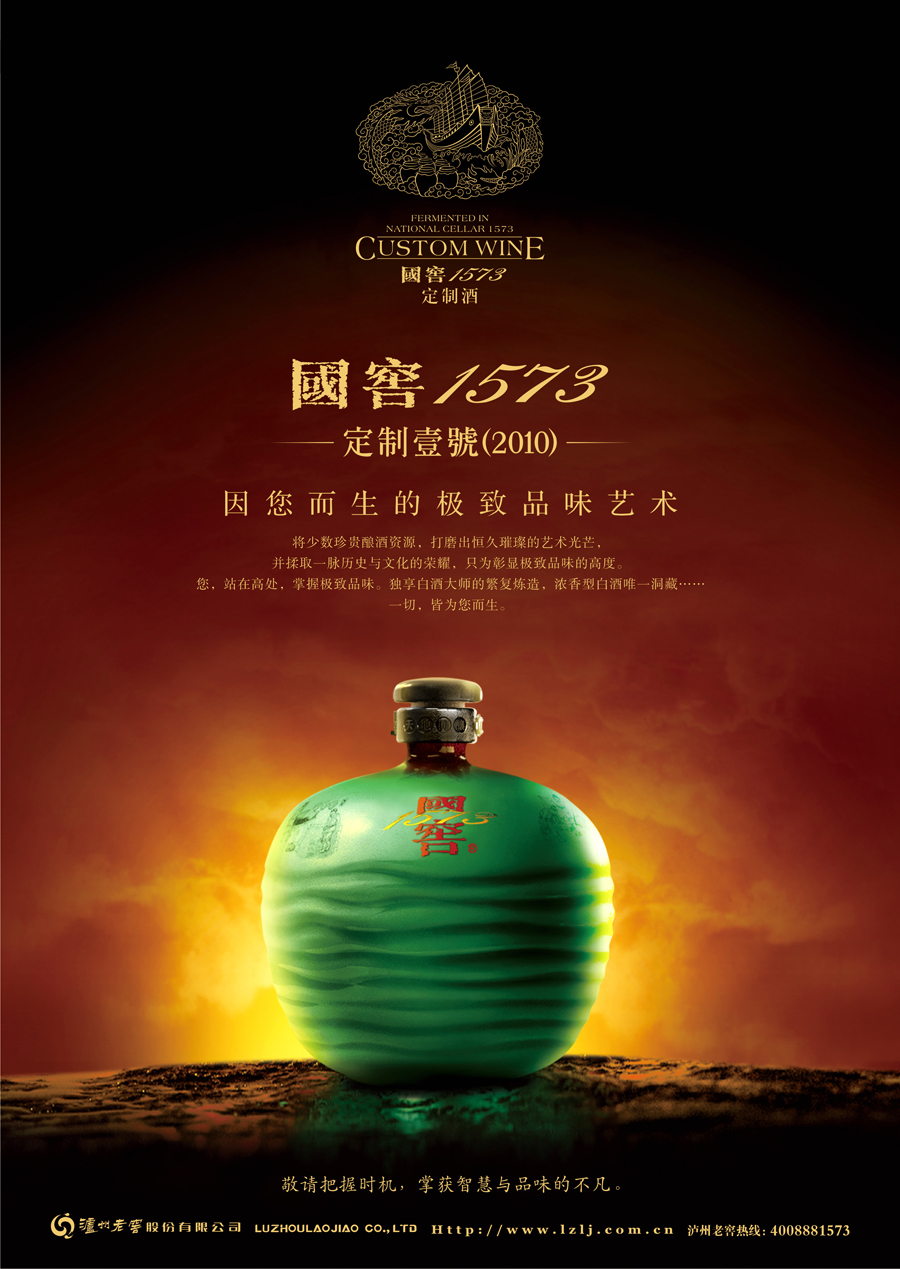 FERMENTED IN
NATIONAL CELLAR 1573
CUSTOM WINE
國窖1573
定制酒
國窖1573
定制壹號(2010)
因您而生的极致品味艺术
将少数珍贵酿酒资源，打磨出恒久璀璨的艺术光芒，
并揉取一脉历史与文化的荣耀，只为彰显极致品味的高度。
您，站在高处，掌握极致品味。独享白酒大师的繁复炼造，浓香型白酒唯一洞藏……
一切，皆为您而生。
國
1573
窖
敬请把握时机，掌获智慧与品味的不凡。
泸州老窖股份有限公司 LUZHOULAOJIAO CO.,LTD Http://www.lzlj.com.cn 泸州老窖热线: 4008881573